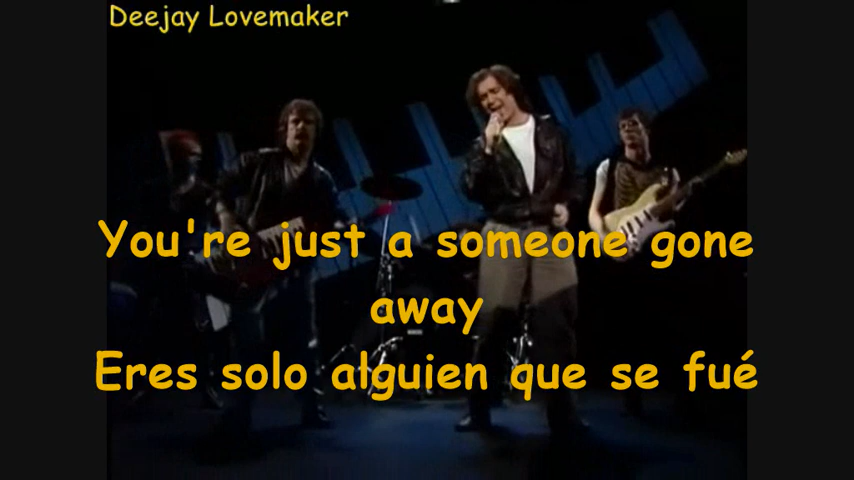 Deejay Lovemaker
You're just a someone gone
away
Eres solo alguien que se fué